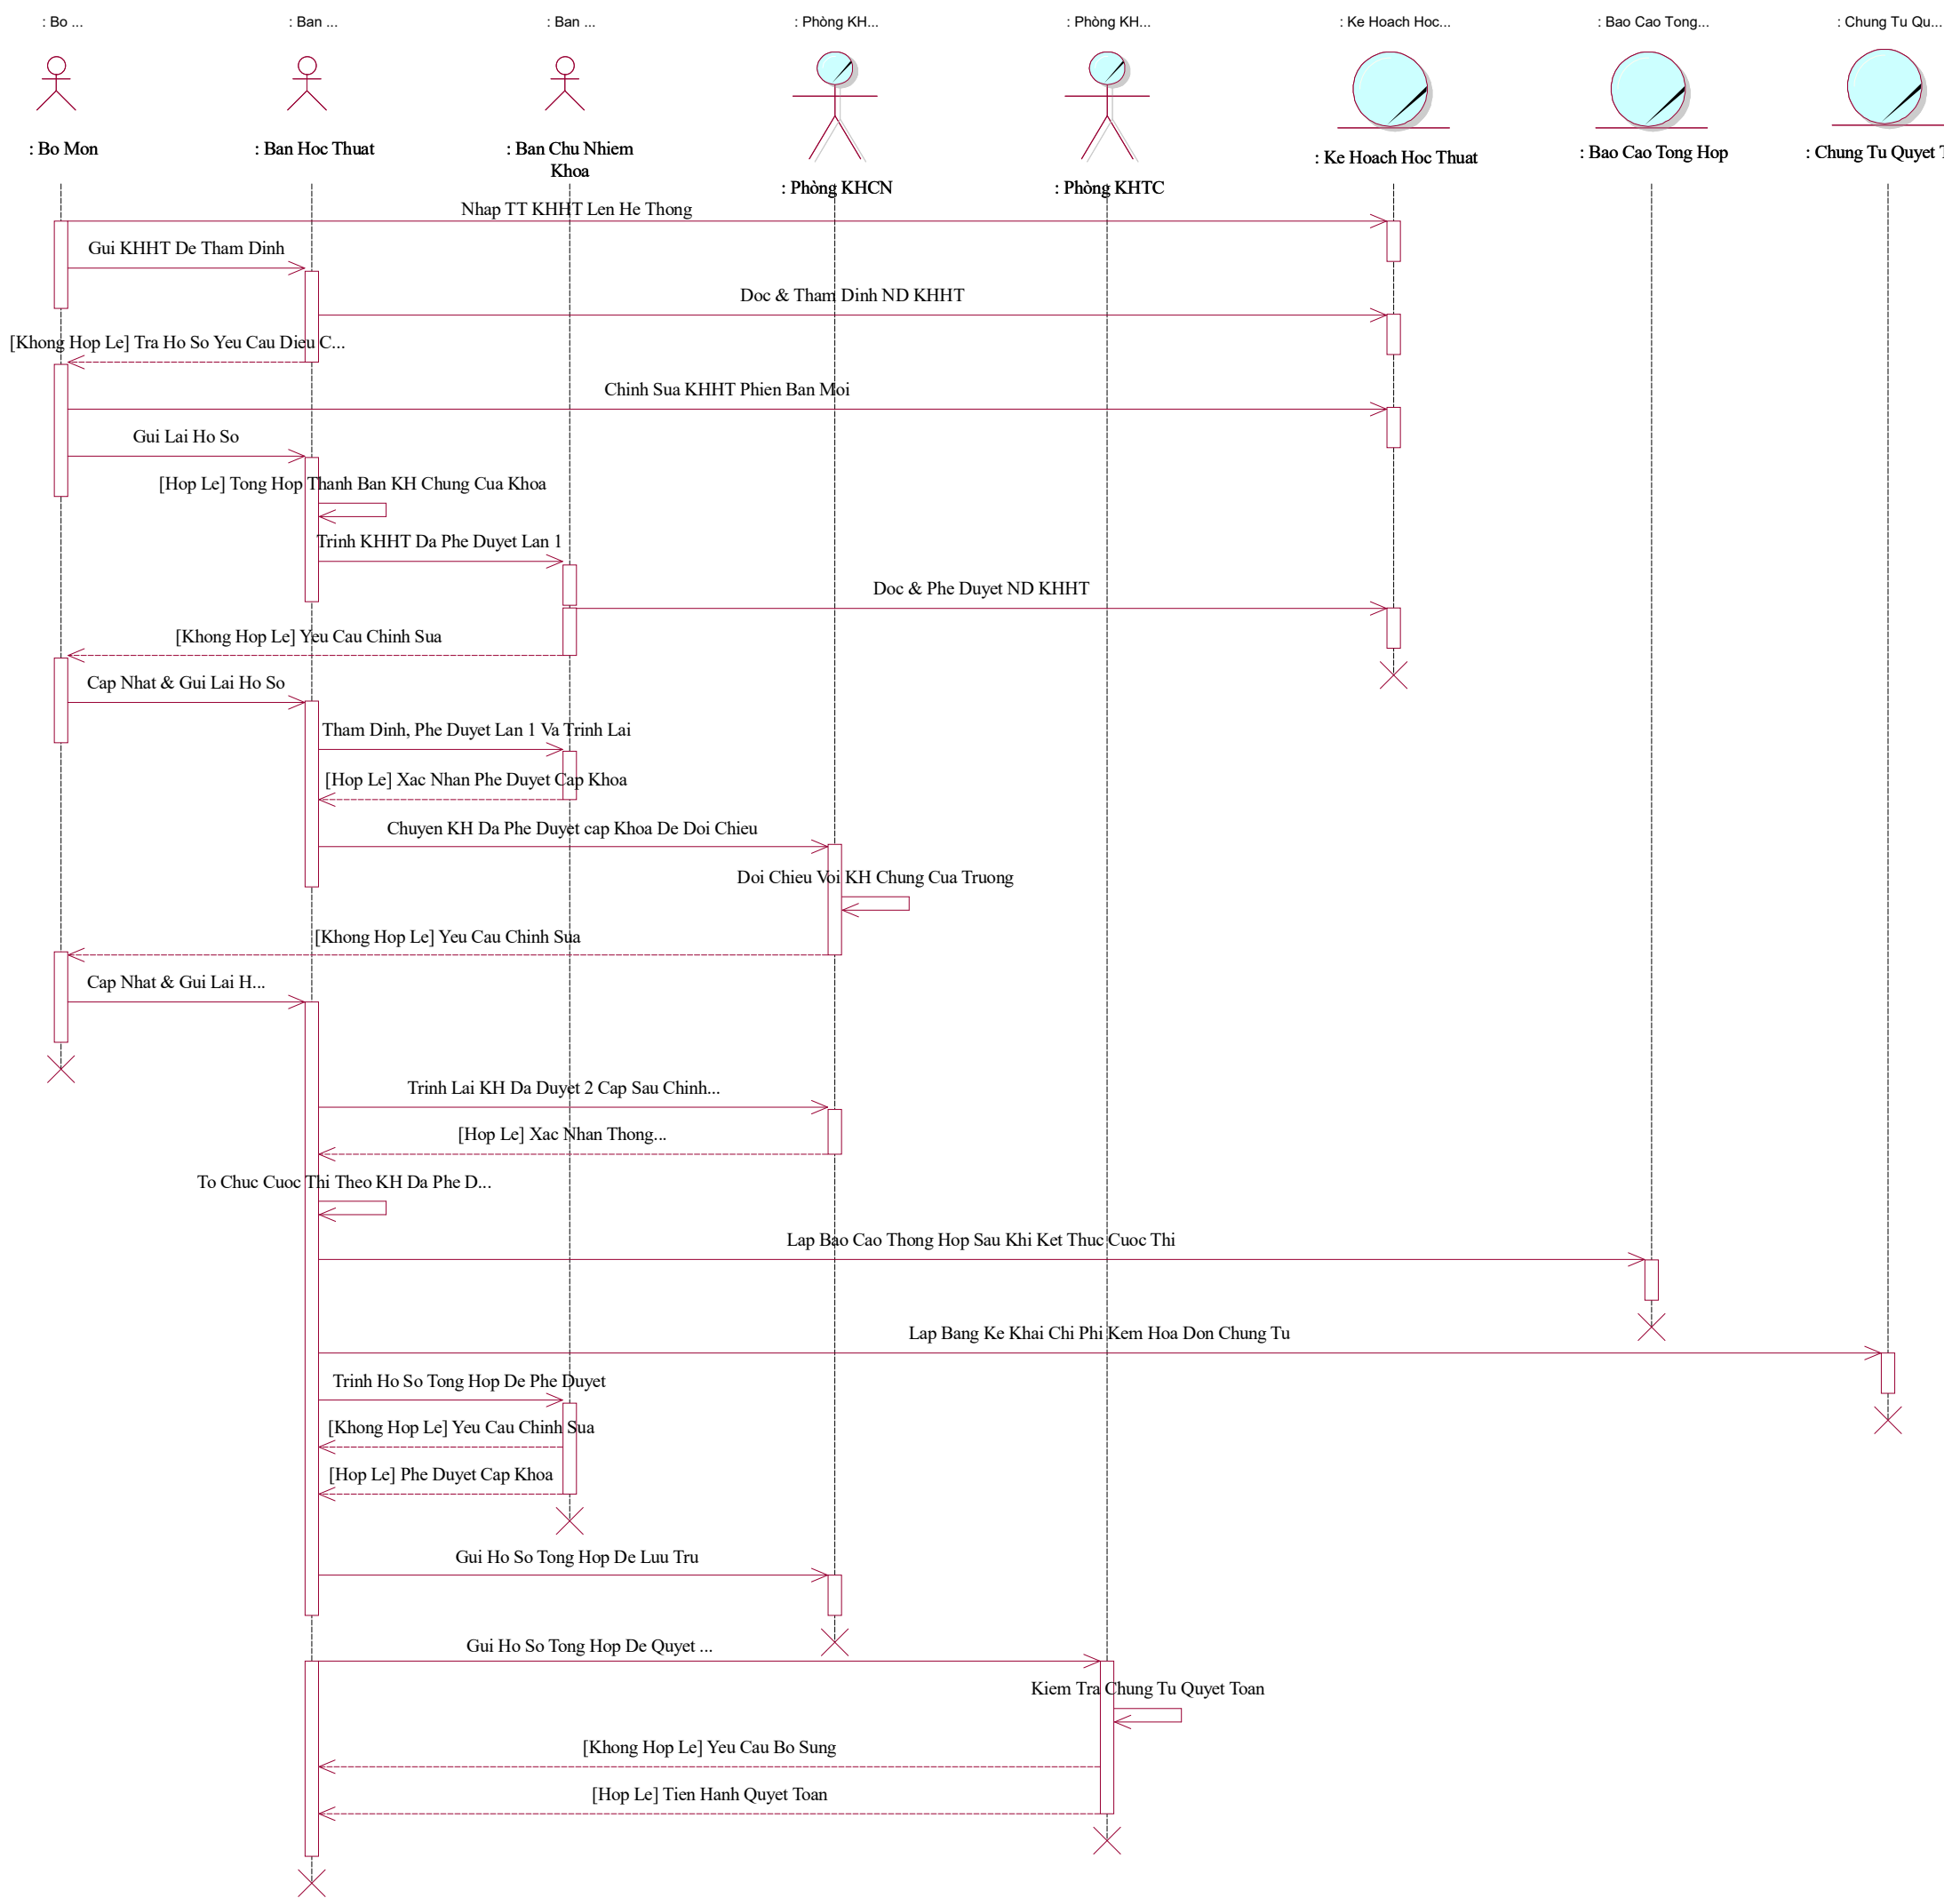 : Bo ...
: Ban ...
: Ban ...
: Phòng KH...
: Phòng KH...
: Ke Hoach Hoc...
: Bao Cao Tong...
: Chung Tu Qu...
: Bo Mon
: Ban Hoc Thuat
: Ban Chu Nhiem
Khoa
: Phòng KHCN
: Phòng KHTC
: Ke Hoach Hoc Thuat
: Bao Cao Tong Hop
: Chung Tu Quyet T
Nhap TT KHHT Len He Thong
Gui KHHT De Tham Dinh
Doc & Tham Dinh ND KHHT
[Khong Hop Le] Tra Ho So Yeu Cau Dieu C...
Chinh Sua KHHT Phien Ban Moi
Gui Lai Ho So
[Hop Le] Tong Hop Thanh Ban KH Chung Cua Khoa
Trinh KHHT Da Phe Duyet Lan 1
Doc & Phe Duyet ND KHHT
[Khong Hop Le] Yeu Cau Chinh Sua
Cap Nhat & Gui Lai Ho So
Tham Dinh, Phe Duyet Lan 1 Va Trinh Lai
[Hop Le] Xac Nhan Phe Duyet Cap Khoa
Chuyen KH Da Phe Duyet cap Khoa De Doi Chieu
Doi Chieu Voi KH Chung Cua Truong
[Khong Hop Le] Yeu Cau Chinh Sua
Cap Nhat & Gui Lai H...
Trinh Lai KH Da Duyet 2 Cap Sau Chinh...
[Hop Le] Xac Nhan Thong...
To Chuc Cuoc Thi Theo KH Da Phe D...
Lap Bao Cao Thong Hop Sau Khi Ket Thuc Cuoc Thi
Lap Bang Ke Khai Chi Phi Kem Hoa Don Chung Tu
Trinh Ho So Tong Hop De Phe Duyet
[Khong Hop Le] Yeu Cau Chinh Sua
[Hop Le] Phe Duyet Cap Khoa
Gui Ho So Tong Hop De Luu Tru
Gui Ho So Tong Hop De Quyet ...
Kiem Tra Chung Tu Quyet Toan
[Khong Hop Le] Yeu Cau Bo Sung
[Hop Le] Tien Hanh Quyet Toan